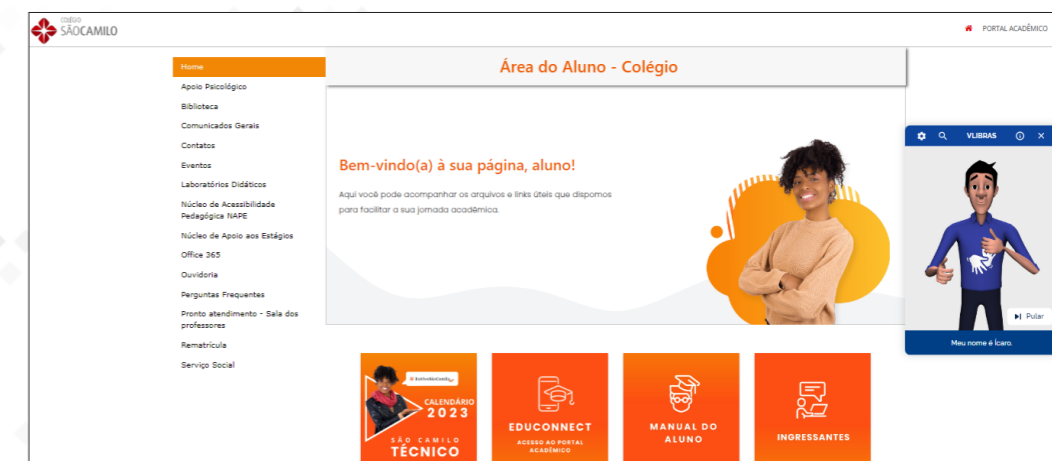 COLÉGIO
SÃOCAMILO
PORTAL ACADÊMICO
Home
Apoio Psicológico
Biblioteca
Comunicados Gerais
Contatos
Eventos
Laboratórios Didáticos
Núcleo de Acessibilidade
Pedagógica NAPE
Núcleo de Apoio aos Estágios
Office 365
Ouvidoria
Perguntas Frequentes
Pronto atendimento - Sala dos
professores
Rematrícula
Serviço Social
Área do Aluno - Colégio
Bem-vindo(a) à sua página, aluno!
Aqui você pode acompanhar os arquivos e links úteis que dispomos
para facilitar a sua jornada acadêmica.
VLIBRAS
Pular
Meu nome é Ícaro.
CALENDÁRIO
2023
SÃO CAMILO
TÉCNICO
EDUCONNECT
ACESSO AO PORTAL
ACADÊMICO
MANUAL DO
ALUNO
INGRESSANTES